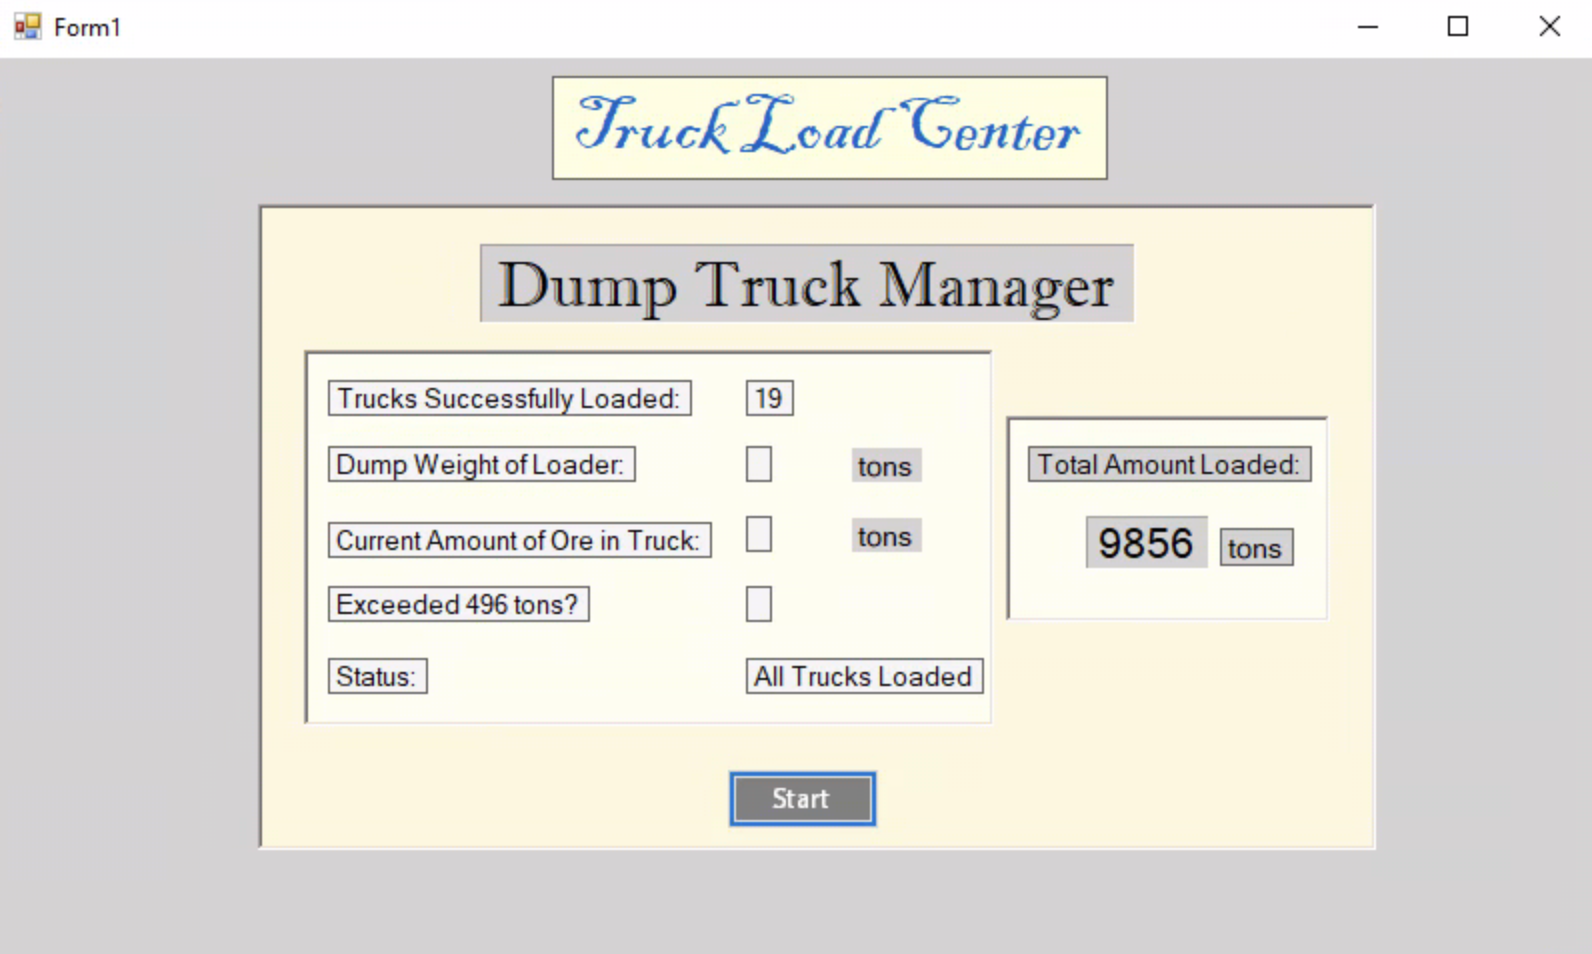 Form1
Truck Load Center
Dump Truck Manager
Trucks Successfully Loaded: 19
Dump Weight of Loader: tons
Current Amount of Ore in Truck: tons
Exceeded 496 tons?
Status: All Trucks Loaded
Total Amount Loaded:
9856 tons
Start